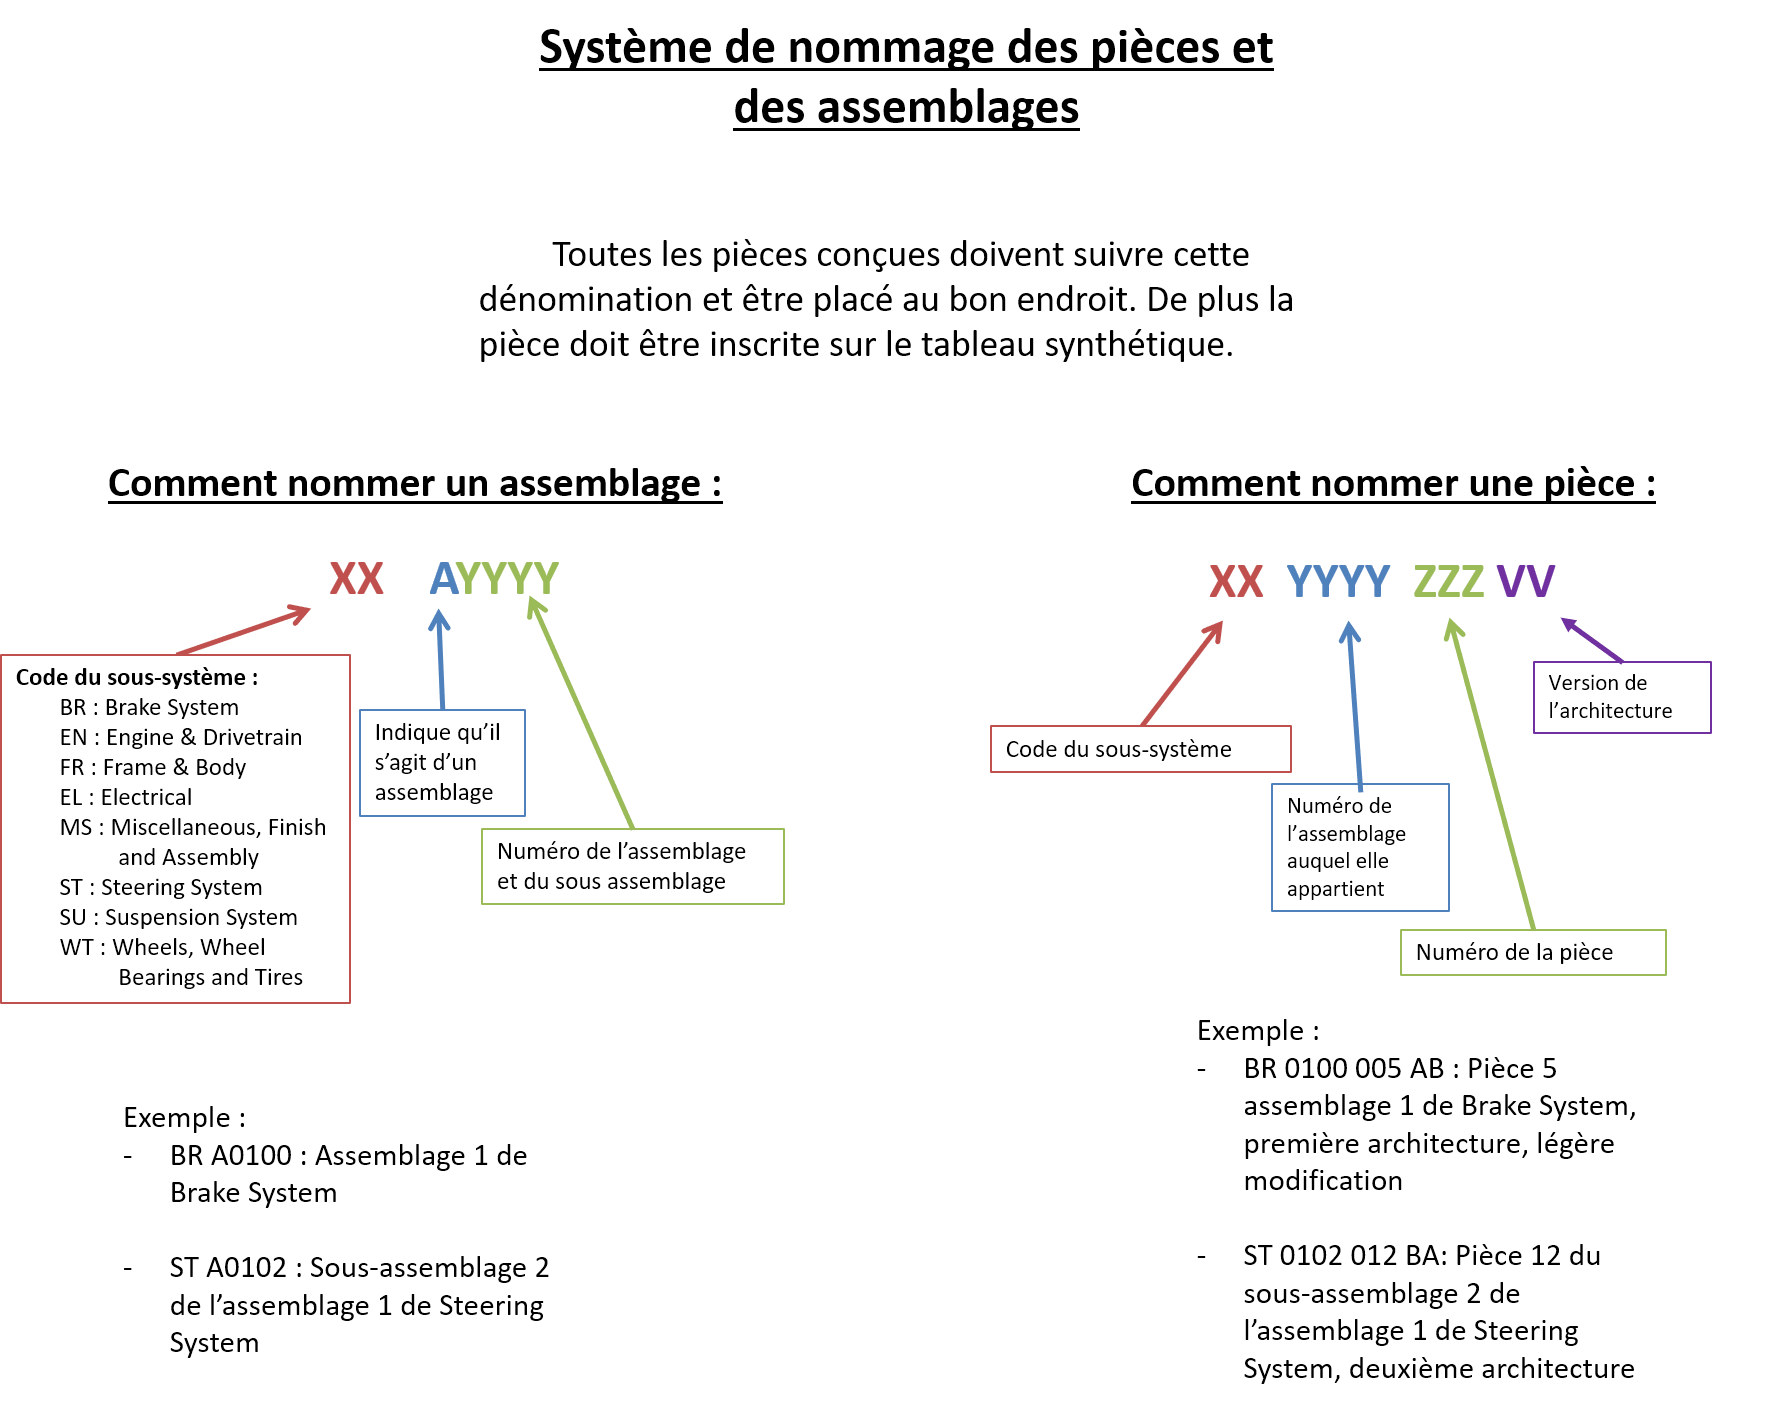 Système de nommage des pièces et
des assemblages
Toutes les pièces conçues doivent suivre cette
dénomination et être placé au bon endroit. De plus la
pièce doit être inscrite sur le tableau synthétique.
Comment nommer un assemblage :
XX AYYYY
Code du sous-système :
BR : Brake System
EN : Engine & Drivetrain
FR : Frame & Body
EL : Electrical
MS : Miscellaneous, Finish
and Assembly
ST : Steering System
SU : Suspension System
WT : Wheels, Wheel
Bearings and Tires
Indique qu’il
s’agit d’un
assemblage
Numéro de l’assemblage
et du sous assemblage
Exemple :
- BR A0100 : Assemblage 1 de
Brake System
- ST A0102 : Sous-assemblage 2
de l’assemblage 1 de Steering
System
Comment nommer une pièce :
XX YYYY ZZZ VV
Code du sous-système
Numéro de
l’assemblage
auquel elle
appartient
Numéro de la pièce
Version de
l’architecture
Exemple :
- BR 0100 005 AB : Pièce 5
assemblage 1 de Brake System,
première architecture, légère
modification
- ST 0102 012 BA: Pièce 12 du
sous-assemblage 2 de
l’assemblage 1 de Steering
System, deuxième architecture